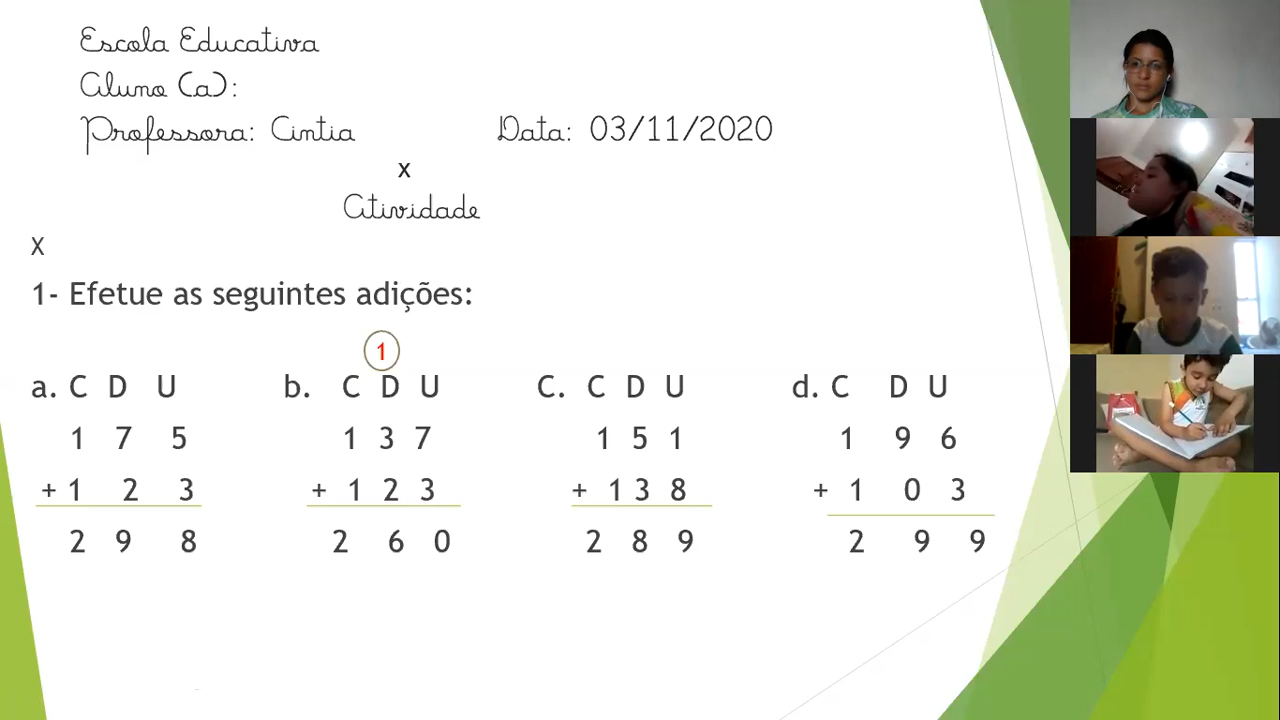 Escola Educativa
Aluno (a):
Professora: Cintia Data: 03/11/2020
x
Atividade
X
1- Efetue as seguintes adições:
1
a. C D U b. C D U C. C D U d. C D U
1 7 5 1 3 7 1 5 1 1 9 6
+ 1 2 3 + 1 2 3 + 1 3 8 + 1 0 3
2 9 8 2 6 0 2 8 9 2 9 9